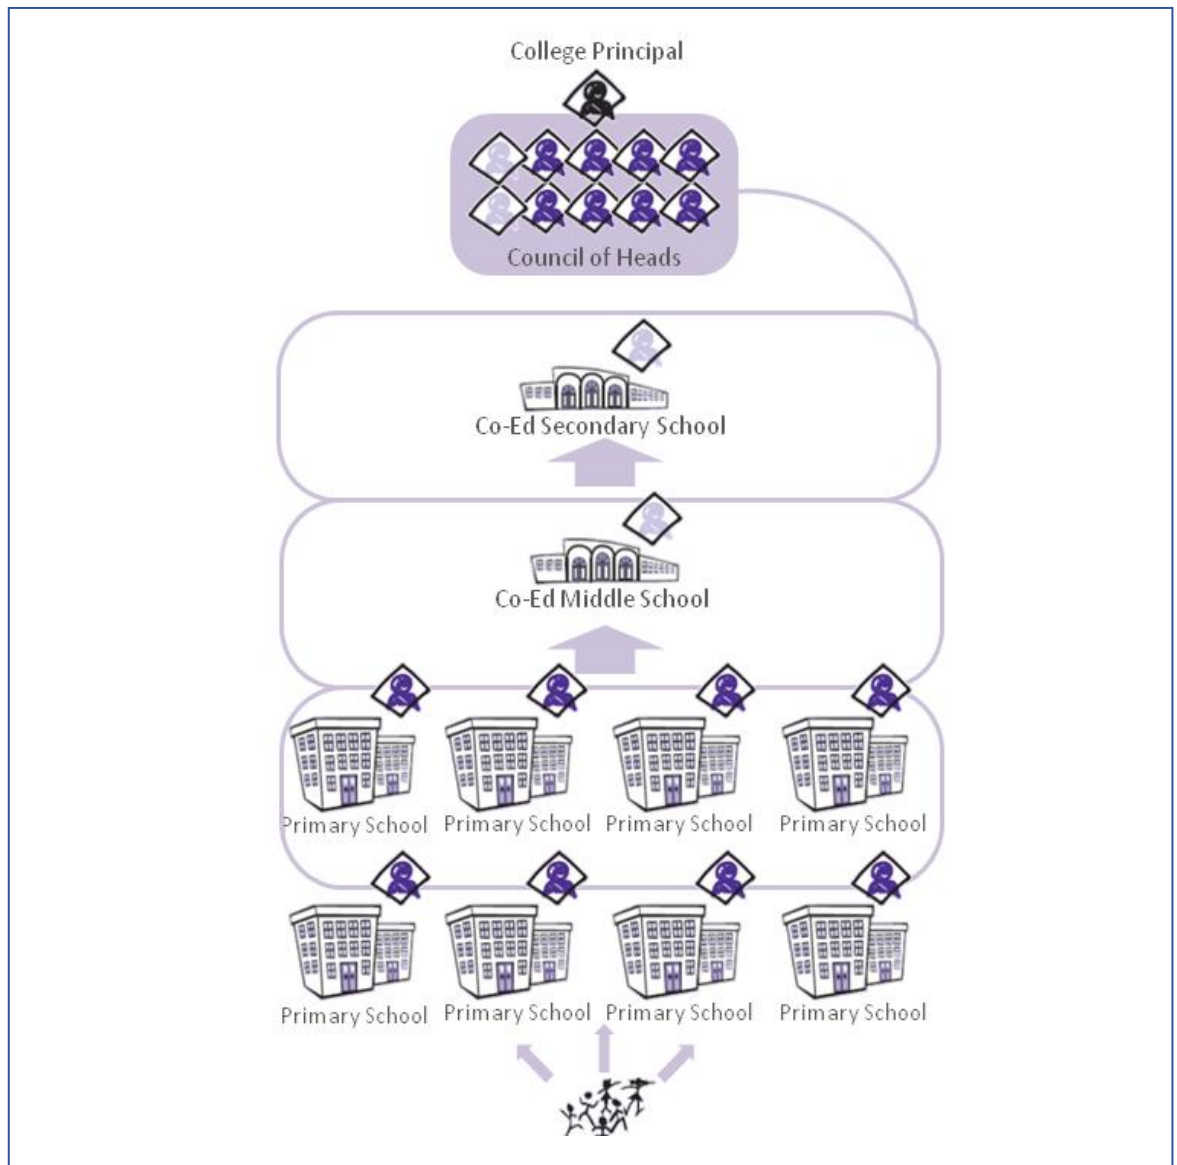 College Principal
Council of Heads
Co-Ed Secondary School
Co-Ed Middle School
Primary School Primary School Primary School Primary School
Primary School Primary School Primary School Primary School